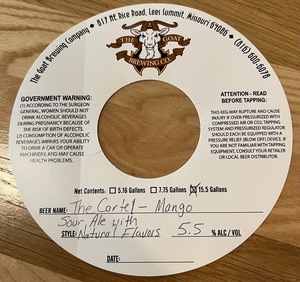 The Goat Brewing Company • 817 NE Rice Road, Lees Summit, Missouri 64086 • (816) 600-5078
THE GOAT
BREWING CO.
GOVERNMENT WARNING:
(1) ACCORDING TO THE SURGEON
GENERAL, WOMEN SHOULD NOT
DRINK ALCOHOLIC BEVERAGES
DURING PREGNANCY BECAUSE OF
THE RISK OF BIRTH DEFECTS.
(2) CONSUMPTION OF ALCOHOLIC
BEVERAGES IMPAIRS YOUR ABILITY
TO DRIVE A CAR OR OPERATE
MACHINERY, AND MAY CAUSE
HEALTH PROBLEMS.
ATTENTION - READ
BEFORE TAPPING:
THIS KEG MAY RUPTURE AND CAUSE
INJURY IF OVER PRESSURIZED WITH
COMPRESSED AIR OR CO2. TAPPING
SYSTEM AND PRESSURIZED REGULATOR
SHOULD EACH BE EQUIPPED WITH A
PRESSURE RELIEF (BLOW OFF) DEVICE. IF
YOU ARE NOT FAMILIAR WITH TAPPING
EQUIPMENT, CONSULT YOUR RETAILER
OR LOCAL BEER DISTRIBUTOR.
Net Contents: 5.16 Gallons 7.75 Gallons 15.5 Gallons
BEER NAME: The Cartel - Mango
Sour Ale with
STYLE: Natural Flavors 5.5 % ALC / VOL
DATE: